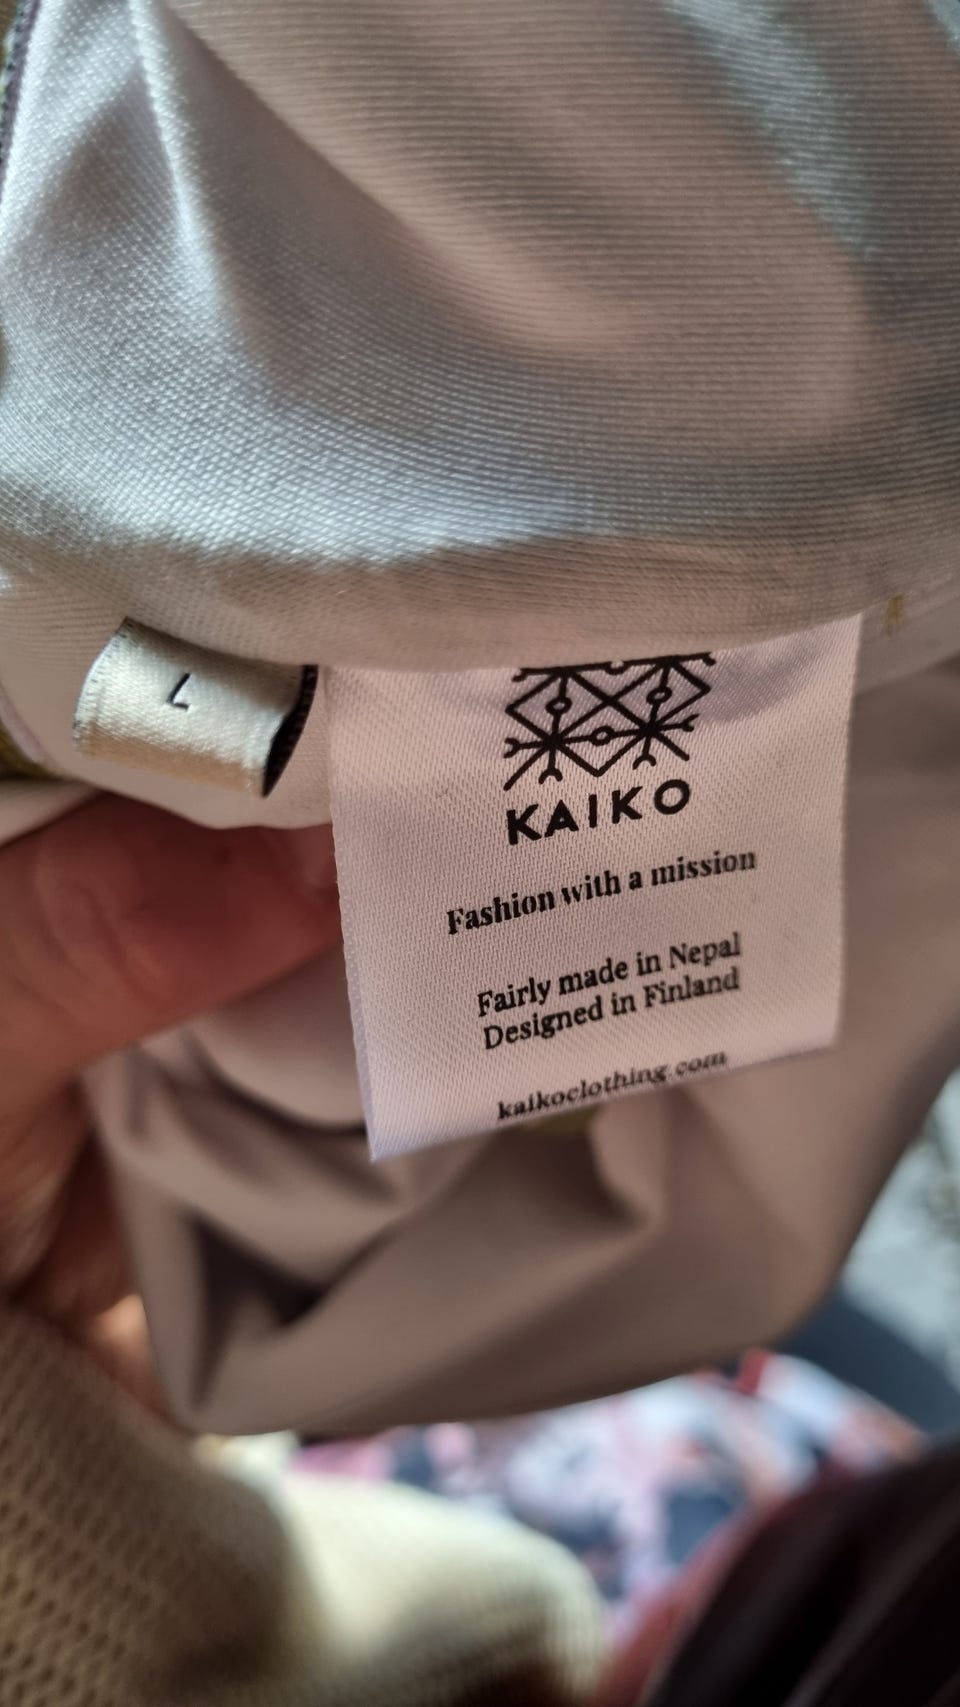 L
KAIKO
Fashion with a mission
Fairly made in Nepal
Designed in Finland
kaikoclothing.com